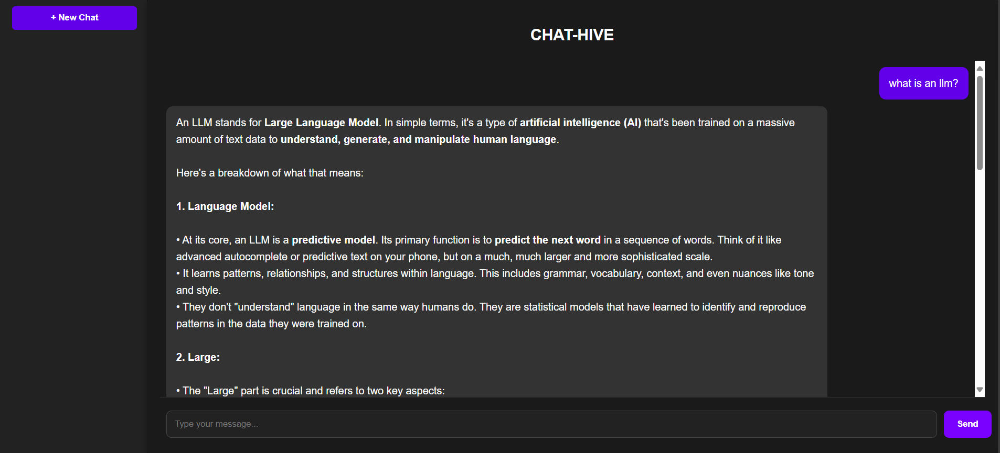 + New Chat
CHAT-HIVE
what is an llm?
An LLM stands for Large Language Model. In simple terms, it's a type of artificial intelligence (AI) that's been trained on a massive
amount of text data to understand, generate, and manipulate human language.
Here's a breakdown of what that means:
1. Language Model:
• At its core, an LLM is a predictive model. Its primary function is to predict the next word in a sequence of words. Think of it like
advanced autocomplete or predictive text on your phone, but on a much, much larger and more sophisticated scale.
• It learns patterns, relationships, and structures within language. This includes grammar, vocabulary, context, and even nuances like tone
and style.
• They don't "understand" language in the same way humans do. They are statistical models that have learned to identify and reproduce
patterns in the data they were trained on.
2. Large:
• The "Large" part is crucial and refers to two key aspects:
Type your message...
Send